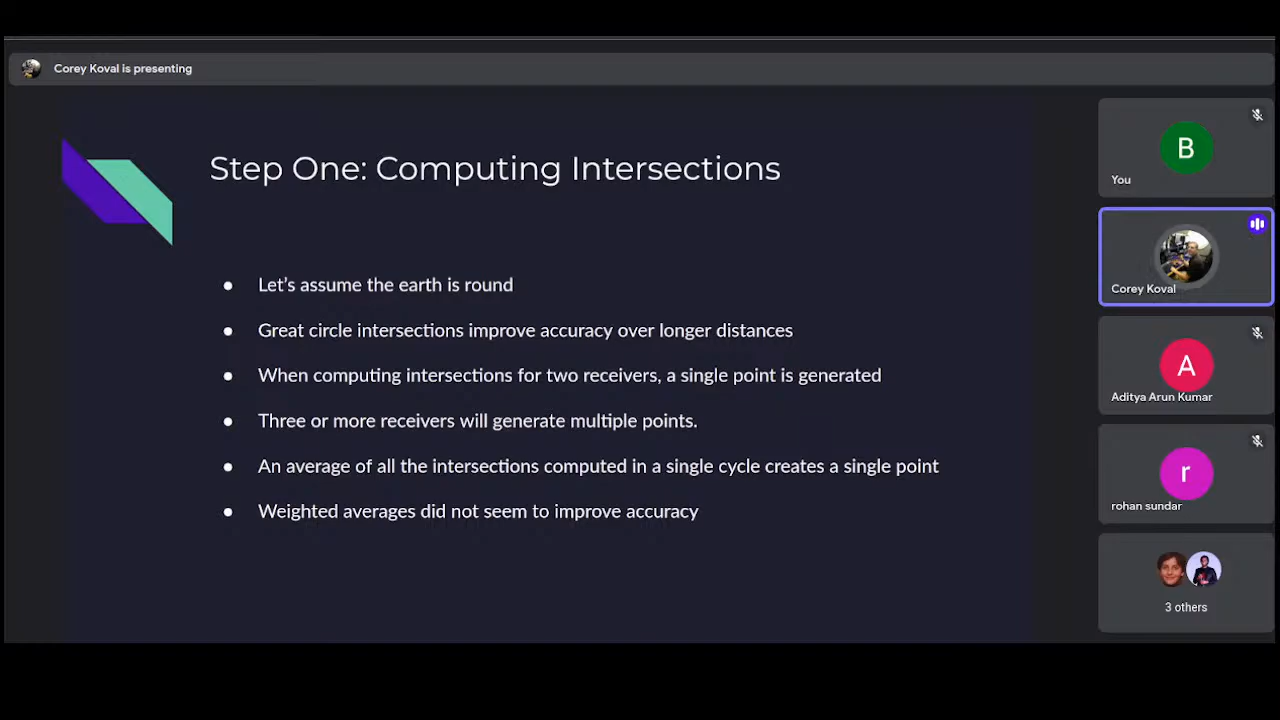 Corey Koval is presenting
Step One: Computing Intersections
Let's assume the earth is round
Great circle intersections improve accuracy over longer distances
When computing intersections for two receivers, a single point is generated
Three or more receivers will generate multiple points.
An average of all the intersections computed in a single cycle creates a single point
Weighted averages did not seem to improve accuracy
B
You
Corey Koval
A
Aditya Arun Kumar
r
rohan sundar
3 others